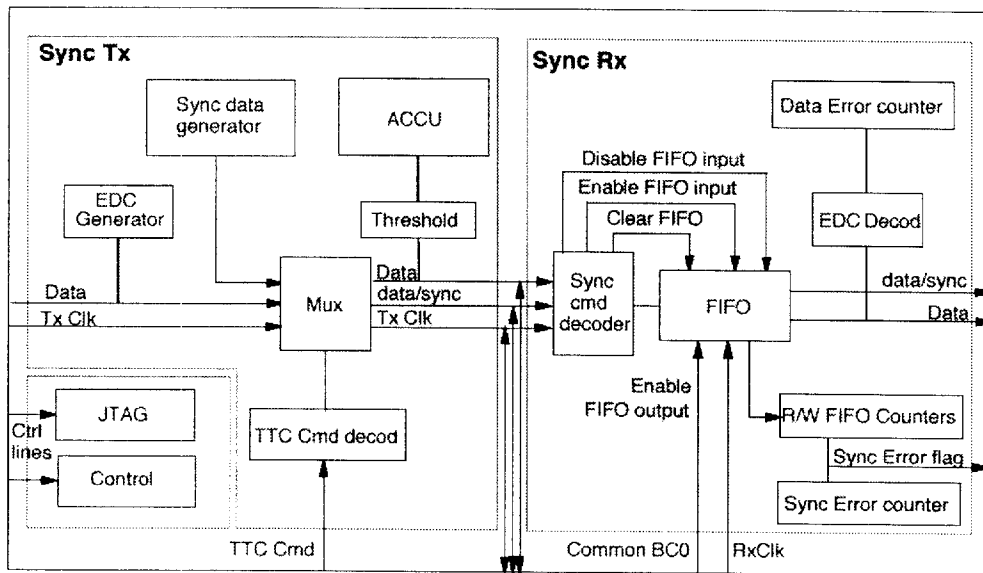 Sync Tx
Sync data
generator
ACCU
EDC
Generator
Threshold
Data
Tx Clk
Mux
Data
data/sync
Tx Clk
JTAG
Ctrl
lines
Control
TTC Cmd decod
TTC Cmd
Sync Rx
Data Error counter
Disable FIFO input
Enable FIFO input
Clear FIFO
EDC Decod
Sync
cmd
decoder
FIFO
data/sync
Data
Enable
FIFO output
R/W FIFO Counters
Sync Error flag
Sync Error counter
Common BC0
RxClk